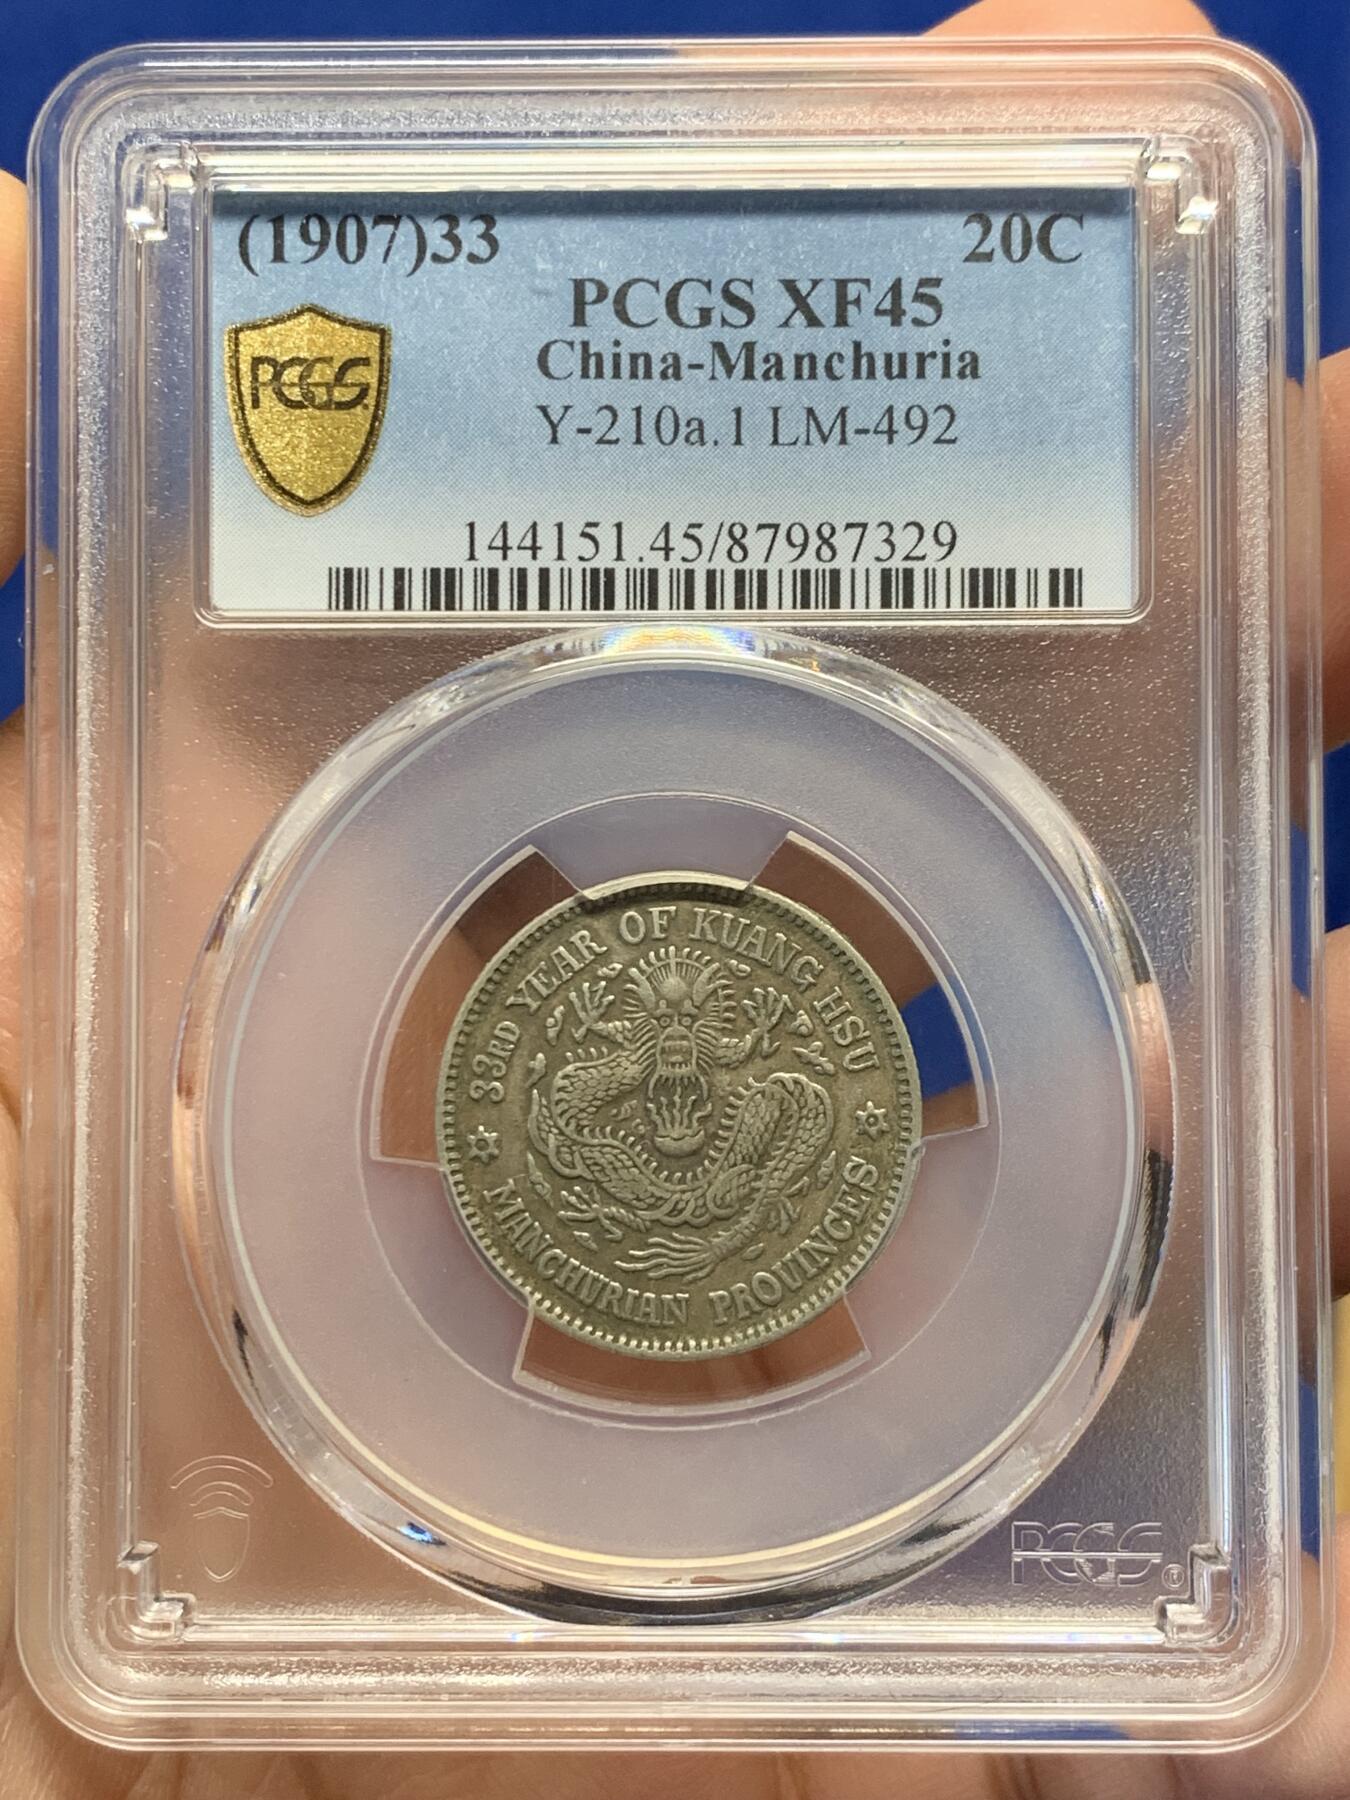 (1907)33 20C
PCGS XF45
China-Manchuria
PCGS
Y-210a.1 LM-492
144151.45/87987329
33RD YEAR OF KUANG HSU
MANCHURIAN PROVINCES
PCGS®